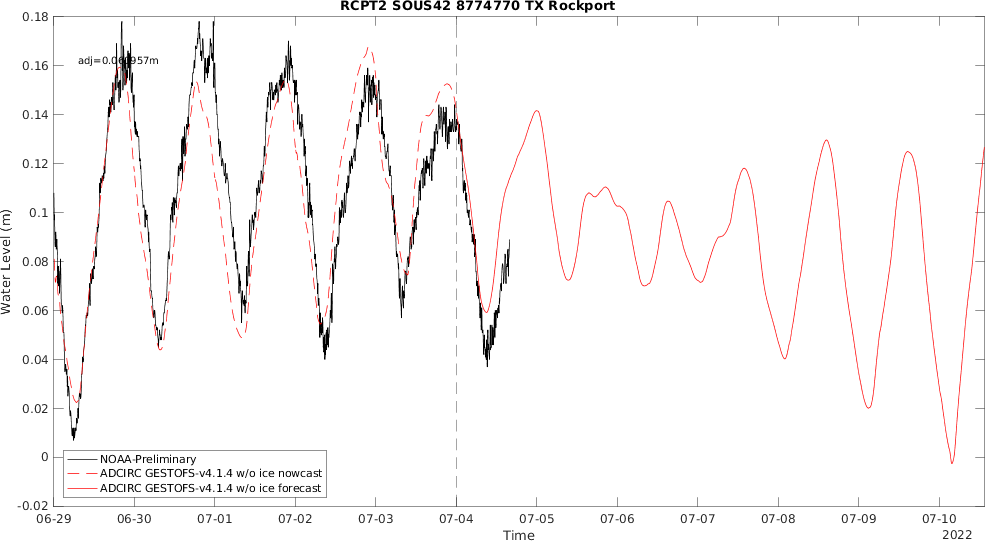 RCPT2 SOUS42 8774770 TX Rockport
0.18
0.16
0.14
0.12
0.1
0.08
0.06
0.04
0.02
0
-0.02
Water Level (m)
NOAA-Preliminary
ADCIRC GESTOFS-v4.1.4 w/o ice nowcast
ADCIRC GESTOFS-v4.1.4 w/o ice forecast
06-29 06-30 07-01 07-02 07-03 07-04 07-05 07-06 07-07 07-08 07-09 07-10
Time
2022